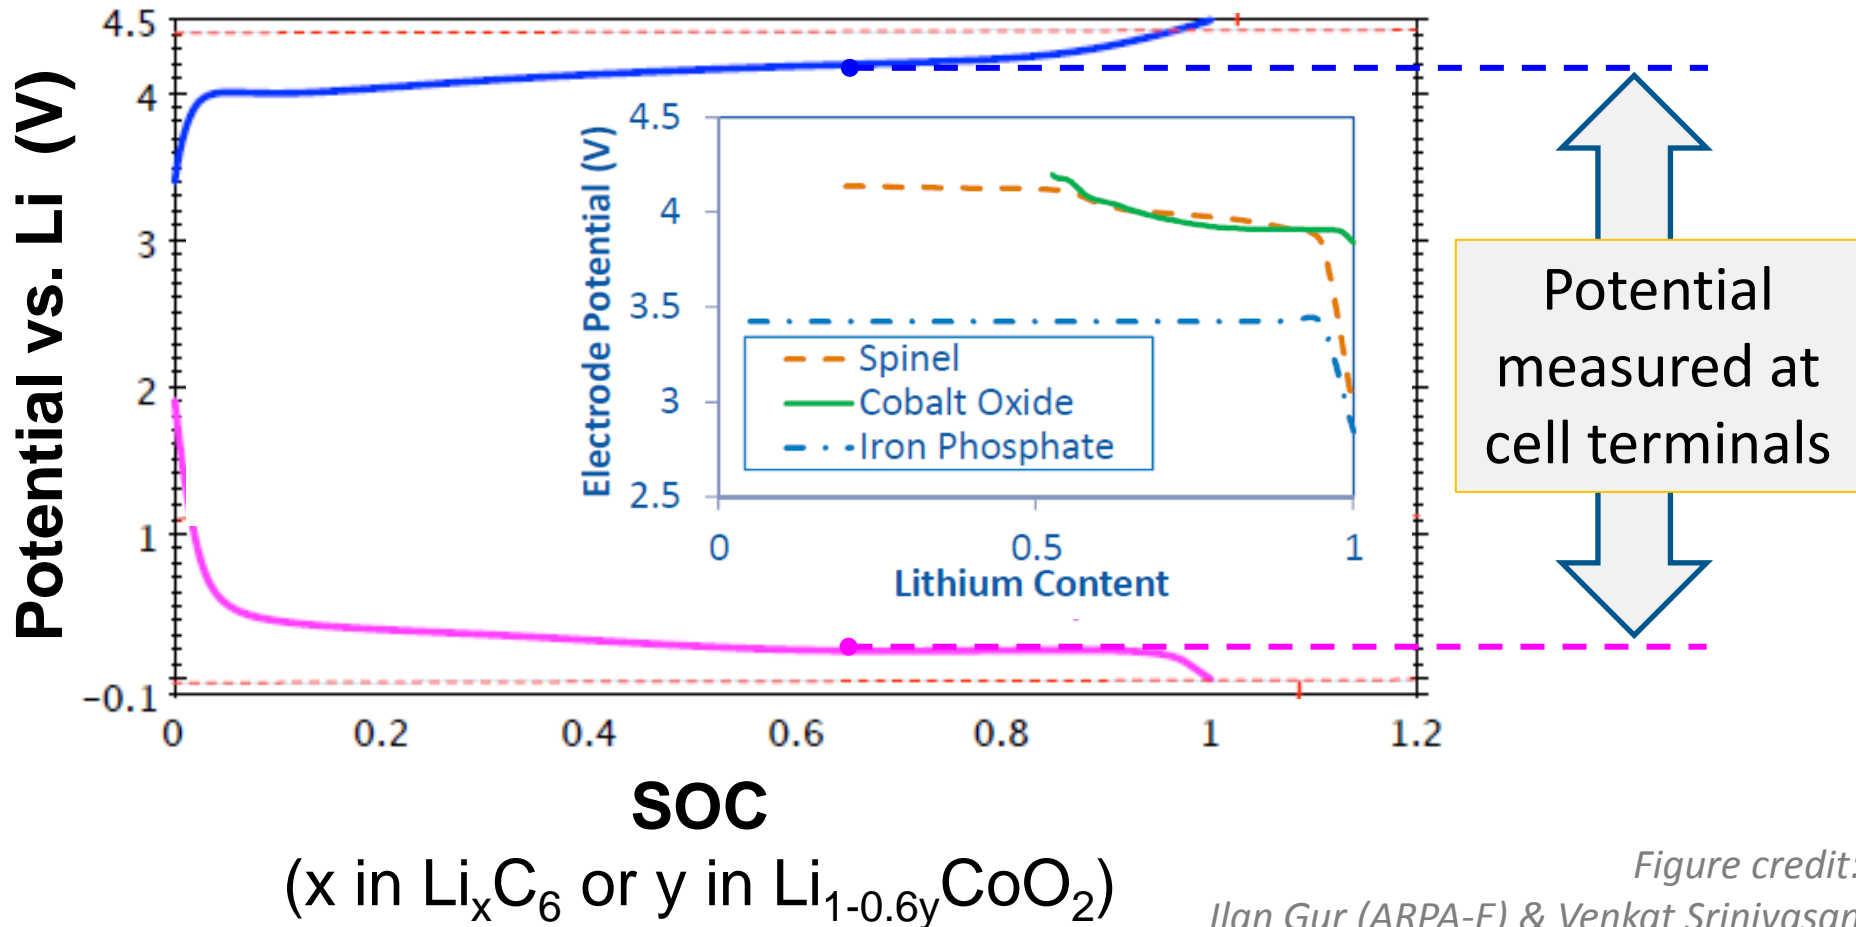 Potential vs. Li (V)
4.5
4
3
2
1
−0.1
0
0.2
0.4
0.6
0.8
1
1.2
SOC
(x in LiₓC₆ or y in Li₁₋₀.₆yCoO₂)
Electrode Potential (V)
4.5
4
3.5
3
2.5
0
0.5
1
Lithium Content
Spinel
Cobalt Oxide
Iron Phosphate
Potential
measured at
cell terminals
Figure credit:
Ilan Gur (ARPA-E) & Venkat Srinivasan